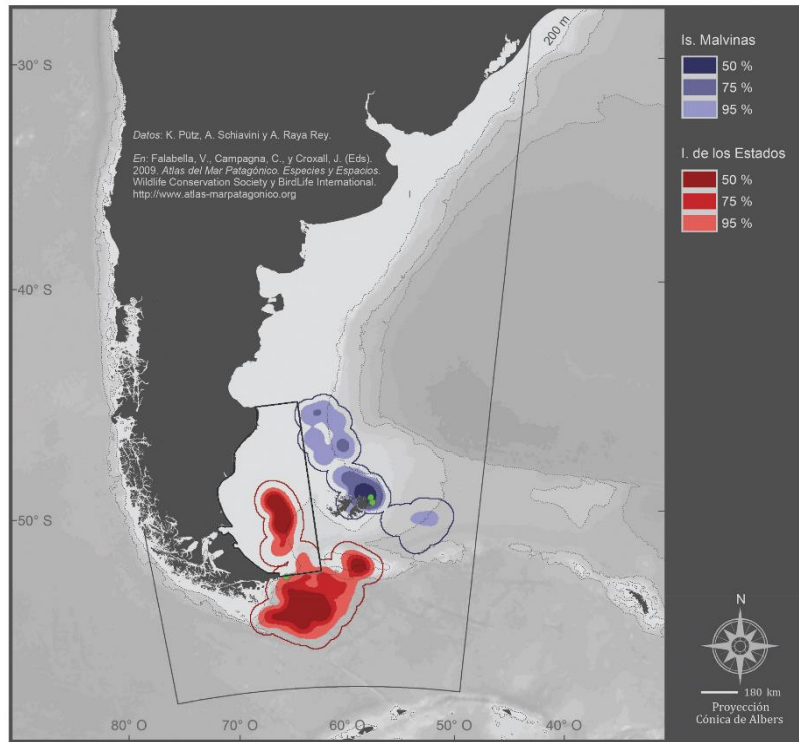 200 m
30° S
Datos: K. Pütz, A. Schiavini y A. Raya Rey.
En: Falabella, V., Campagna, C., y Croxall, J. (Eds).
2009. Atlas del Mar Patagónico. Especies y Espacios.
Wildlife Conservation Society y BirdLife International.
http://www.atlas-marpatagonico.org
40° S
50° S
80° O
70° O
60° O
50° O
40° O
Is. Malvinas
50 %
75 %
95 %
I. de los Estados
50 %
75 %
95 %
N
180 km
Proyección
Cónica de Albers